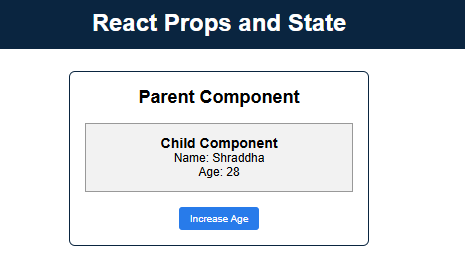 React Props and State
Parent Component
Child Component
Name: Shraddha
Age: 28
Increase Age